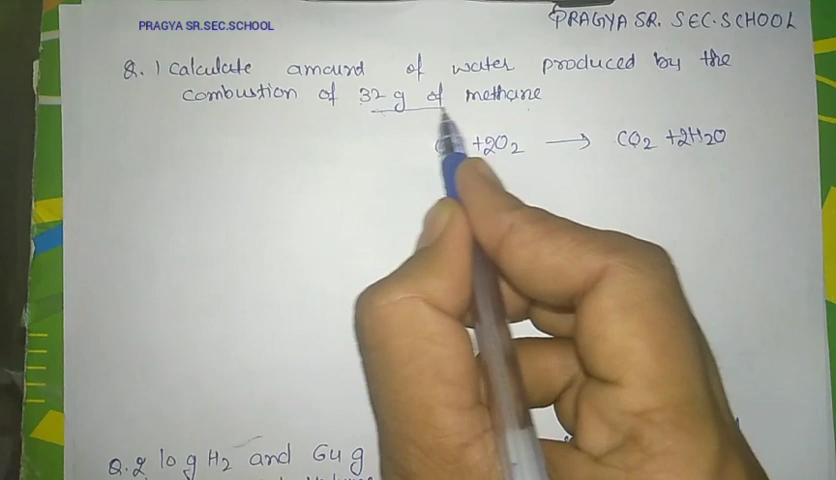 PRAGYA SR.SEC.SCHOOL
PRAGYA SR. SEC. SCHOOL
Q. 1 Calculate amount of water produced by the
combustion of 32 g of methane
+2O₂ → CO₂ +2H₂O
Q. 2 10 g H₂ and 64 g